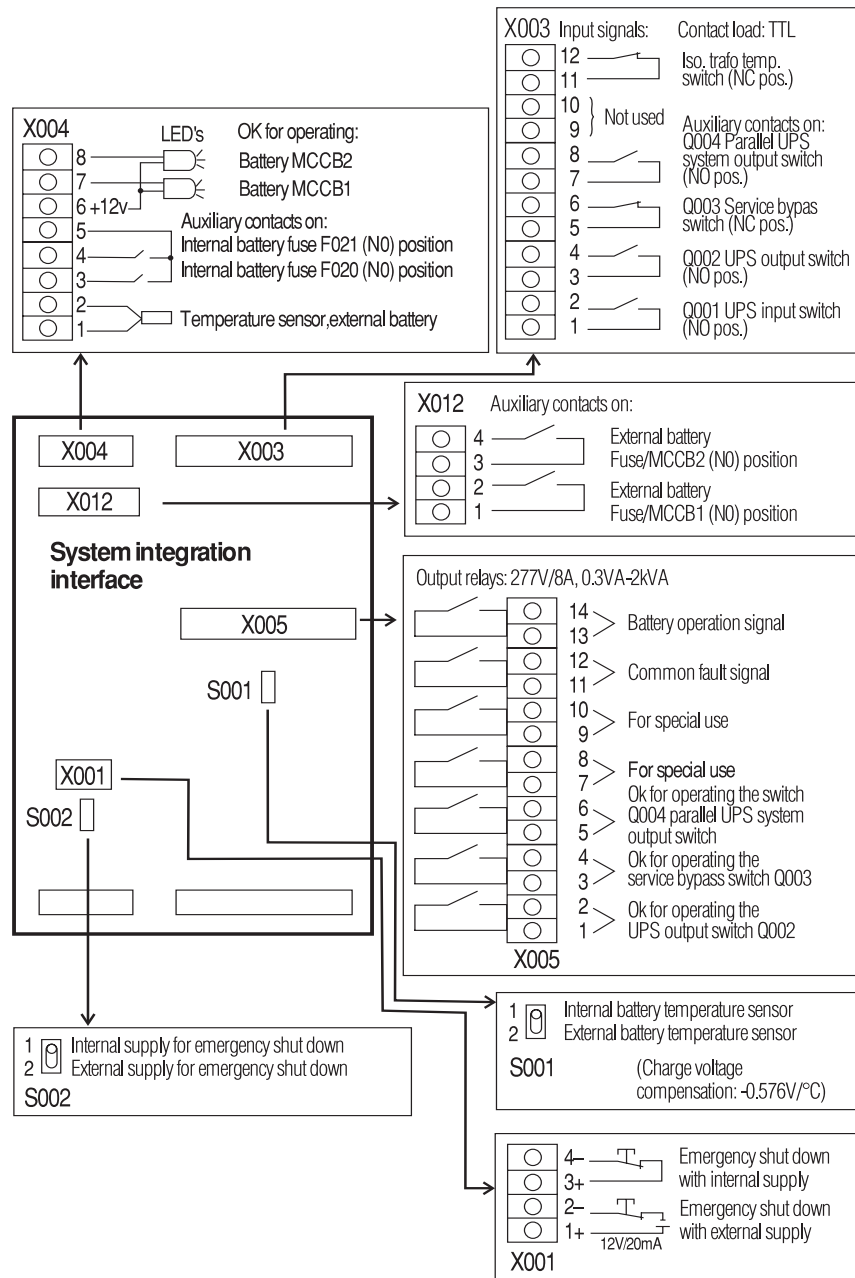 X003 Input signals: Contact load: TTL
12 Iso. trafo temp.
11 switch (NC pos.)
10 Not used
9
Auxiliary contacts on:
8 Q004 Parallel UPS
system output switch
7 (NO pos.)
6 Q003 Service bypas
5 switch (NC pos.)
4 Q002 UPS output switch
3 (NO pos.)
2 Q001 UPS input switch
1 (NO pos.)
X004 LED's OK for operating:
8 Battery MCCB2
7 Battery MCCB1
6 +12v
5 Auxiliary contacts on:
Internal battery fuse F021 (N0) position
4
Internal battery fuse F020 (N0) position
3
2
1 Temperature sensor,external battery
X004 X003
X012
System integration
interface
X005
S001
X001
S002
X012 Auxiliary contacts on:
4 External battery
3 Fuse/MCCB2 (N0) position
2 External battery
1 Fuse/MCCB1 (N0) position
Output relays: 277V/8A, 0.3VA-2kVA
14
13 Battery operation signal
12
11 Common fault signal
10
9 For special use
8
7 For special use
Ok for operating the switch
6 Q004 parallel UPS system
5 output switch
4 Ok for operating the
3 service bypass switch Q003
2 Ok for operating the
1 UPS output switch Q002
X005
1 Internal battery temperature sensor
2 External battery temperature sensor
S001 (Charge voltage
compensation: -0.576V/°C)
1 Internal supply for emergency shut down
2 External supply for emergency shut down
S002
4– Emergency shut down
3+ with internal supply
2– Emergency shut down
1+ with external supply
12V/20mA
X001